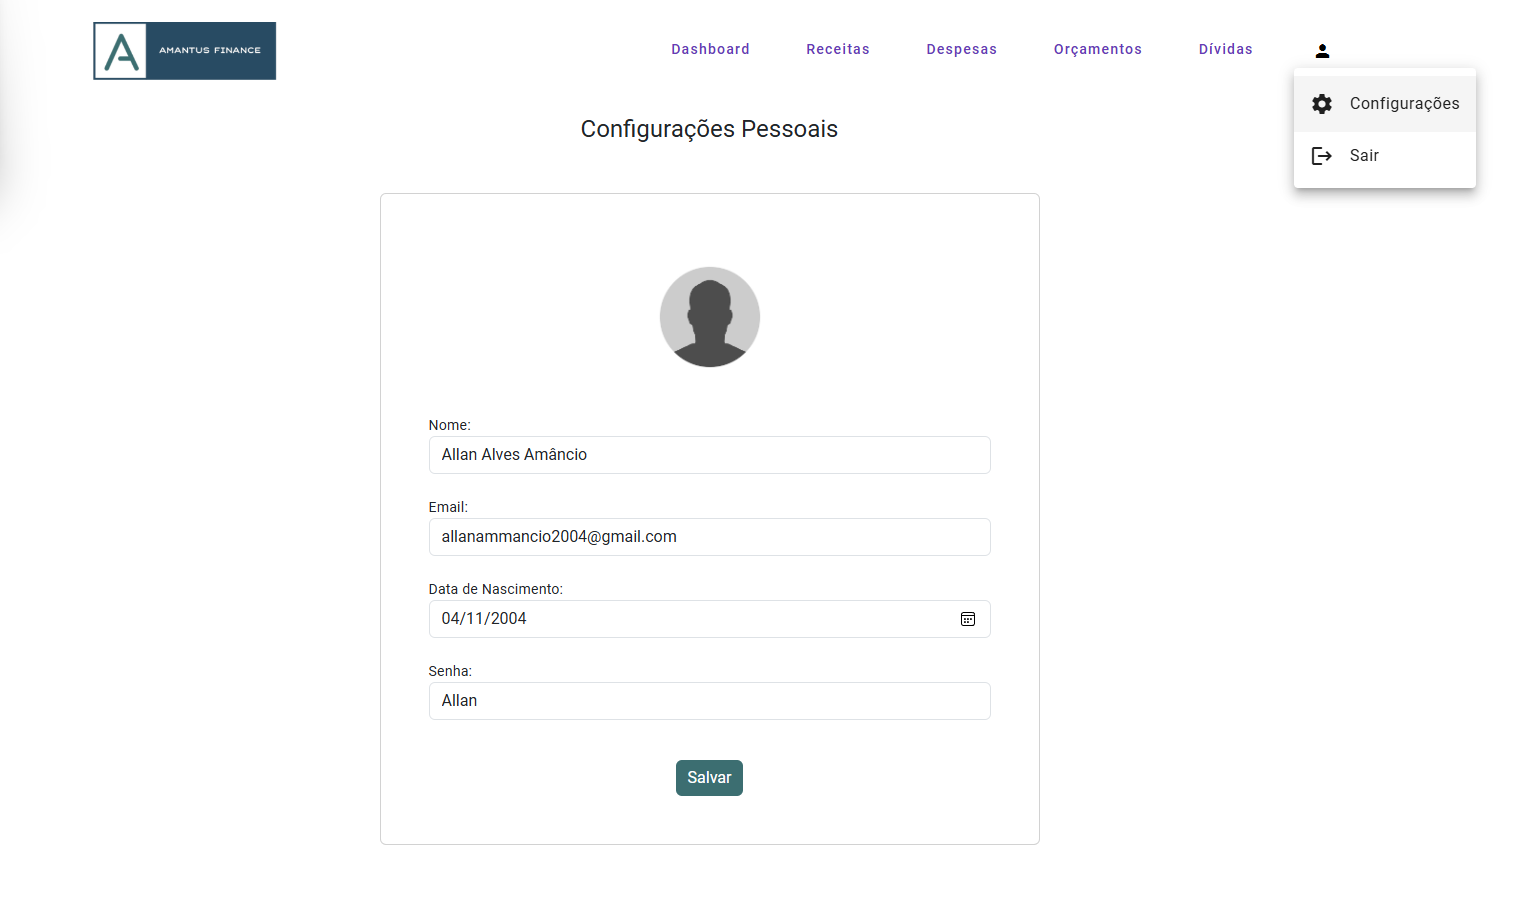 AMANTUS FINANCE
Dashboard
Receitas
Despesas
Orçamentos
Dívidas
Configurações
Sair
Configurações Pessoais
Nome:
Allan Alves Amâncio
Email:
allanammancio2004@gmail.com
Data de Nascimento:
04/11/2004
Senha:
Allan
Salvar